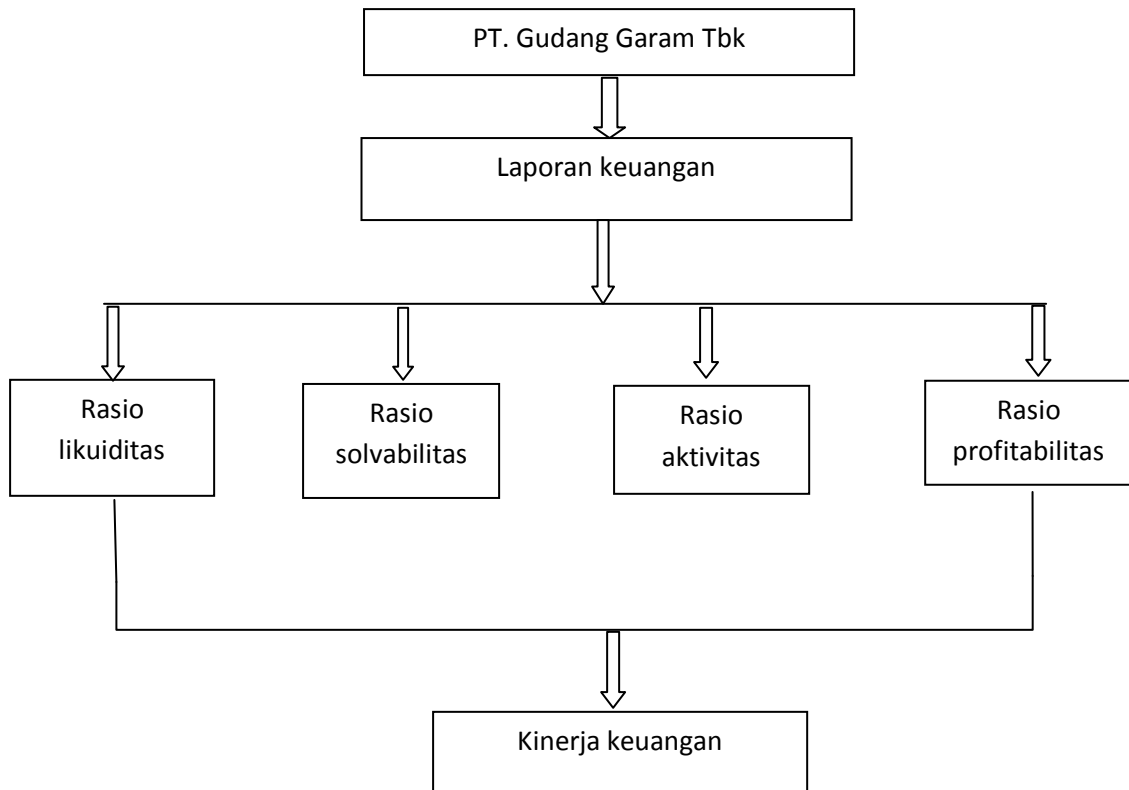 PT. Gudang Garam Tbk
Laporan keuangan
Rasio
likuiditas
Rasio
solvabilitas
Rasio
aktivitas
Rasio
profitabilitas
Kinerja keuangan